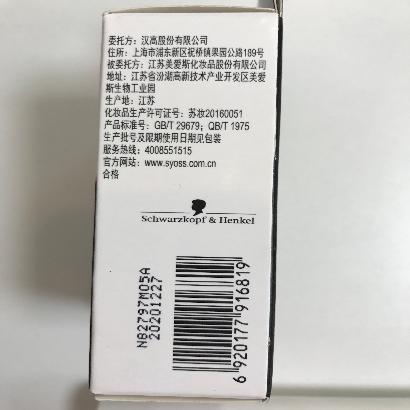 委托方：汉高股份有限公司
住所：上海市浦东新区祝桥镇果园公路189号
被委托方：江苏美爱斯化妆品股份有限公司
地址：江苏省汾湖高新技术产业开发区美爱
斯生物工业园
生产地：江苏
化妆品生产许可证号：苏妆20160051
产品标准号：GB/T 29679；QB/T 1975
生产批号及限期使用日期见包装
服务热线：4008551515
官方网站：www.syoss.com.cn
合格
Schwarzkopf & Henkel
N82797M05A
20201227
6 920177 916819